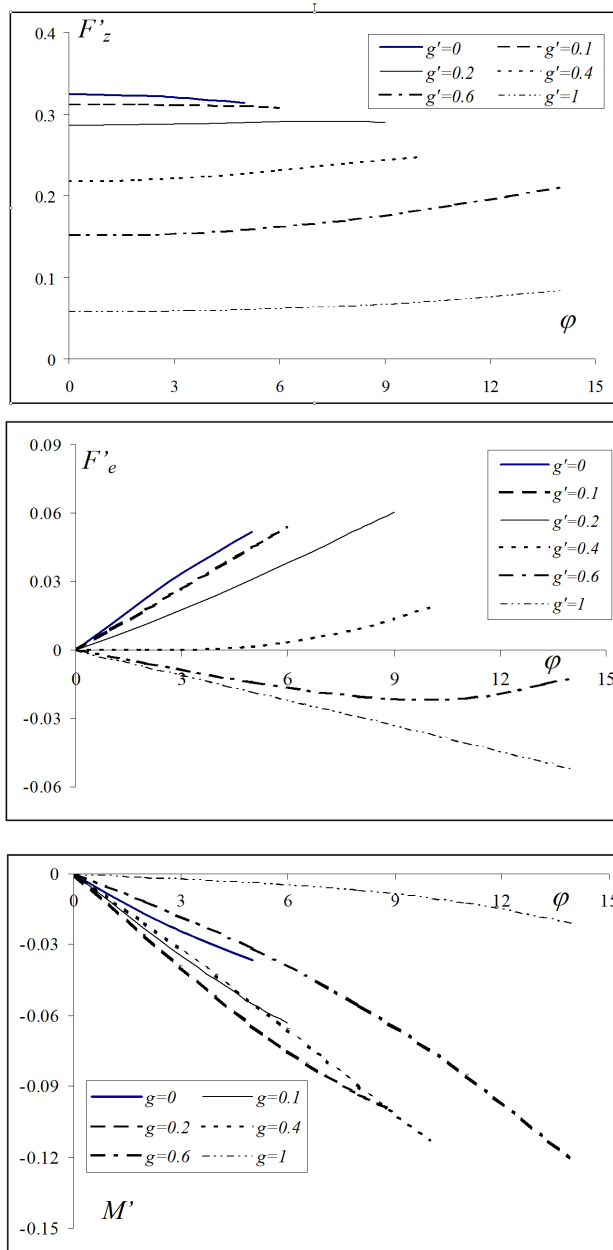 F'z
0.4
g'=0 g'=0.1
g'=0.2 g'=0.4
g'=0.6 g'=1
0.3
0.2
0.1
φ
0
0 3 6 9 12 15
0.09
F'e
g'=0
g'=0.1
g'=0.2
g'=0.4
g'=0.6
g'=1
0.06
0.03
0
φ
0 3 6 9 12 15
-0.03
-0.06
0
0 3 6 9 12 15
φ
-0.03
-0.06
-0.09
g=0 g=0.1
g=0.2 g=0.4
g=0.6 g=1
-0.12
M'
-0.15